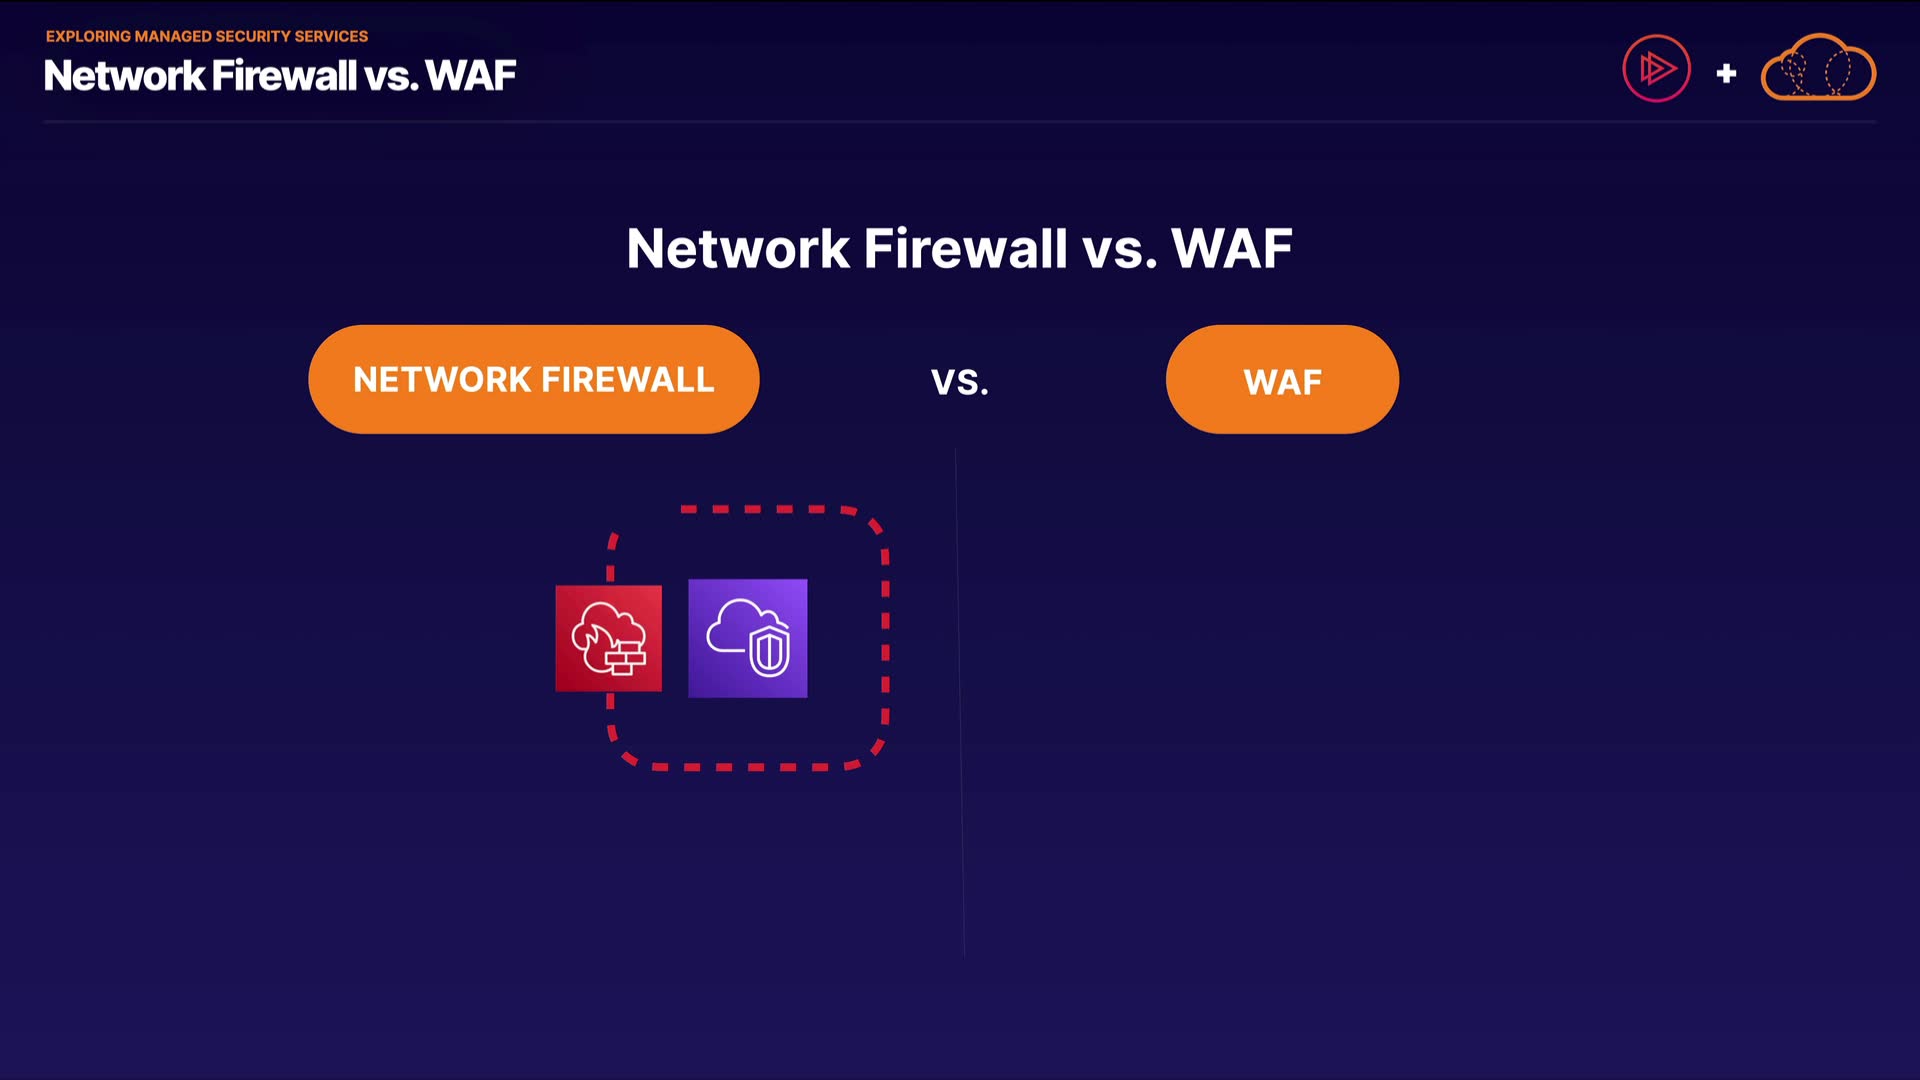 EXPLORING MANAGED SECURITY SERVICES
Network Firewall vs. WAF
Network Firewall vs. WAF
NETWORK FIREWALL
VS.
WAF